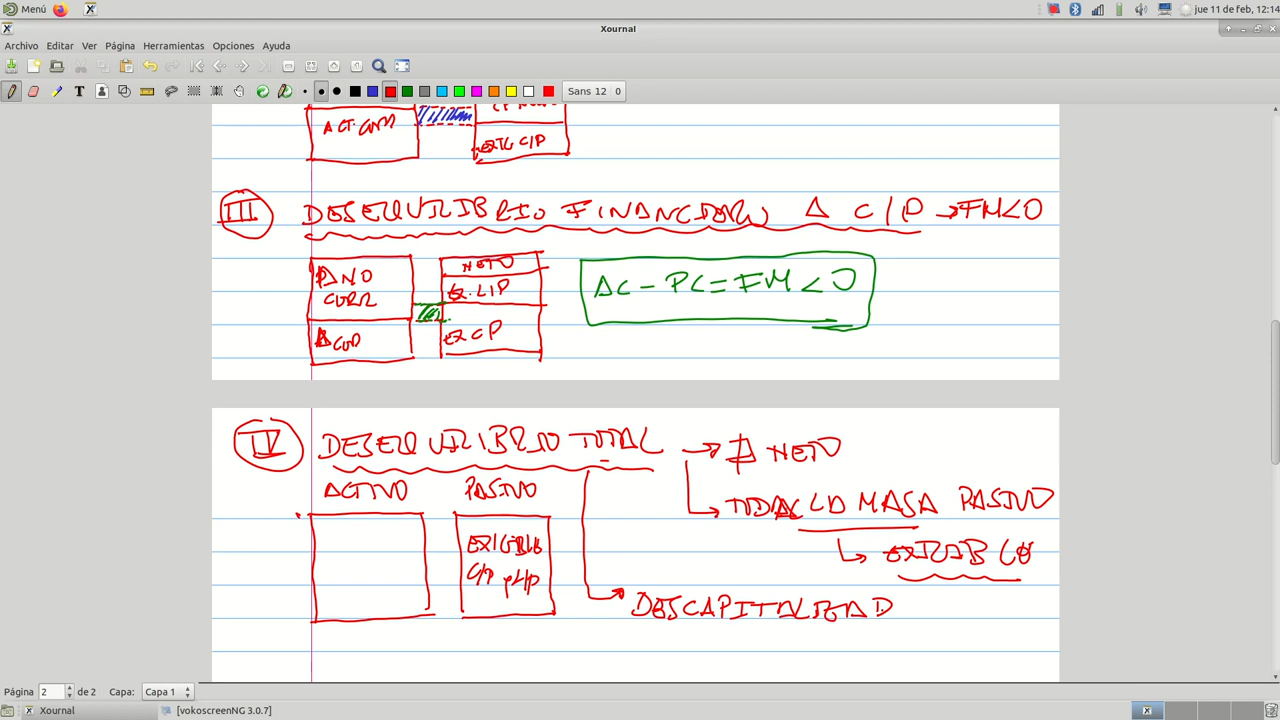 Menú
jue 11 de feb, 12:14
Xournal
Archivo Editar Ver Página Herramientas Opciones Ayuda
Sans 12 0
ACT. CORR
EXIG C/P
III DESEQUILIBRIO FINANCIERO A C/P → FM<0
A NO CORR
NETO
EX. L/P
EX C/P
AC - PC = FM < 0
IV DESEQUILIBRIO TOTAL → ∄ NETO
ACTIVO PASIVO
TODA LA MASA PASIVO
EXIGIBLE
EXIGIBLE
C/P y L/P
DESCAPITALIZAD
Página 2 de 2 Capa: Capa 1
Xournal [vokoscreenNG 3.0.7]